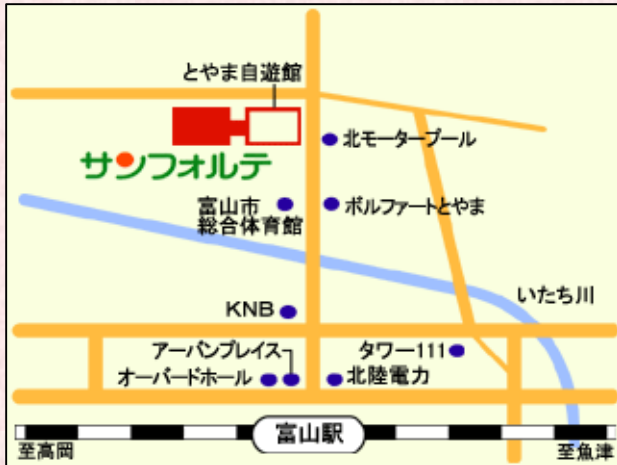 とやま自遊館
北モータープール
サンフォルテ
富山市
総合体育館
ボルファートとやま
いたち川
KNB
アーバンプレイス
タワー111
オーバードホール
北陸電力
富山駅
至高岡
至魚津